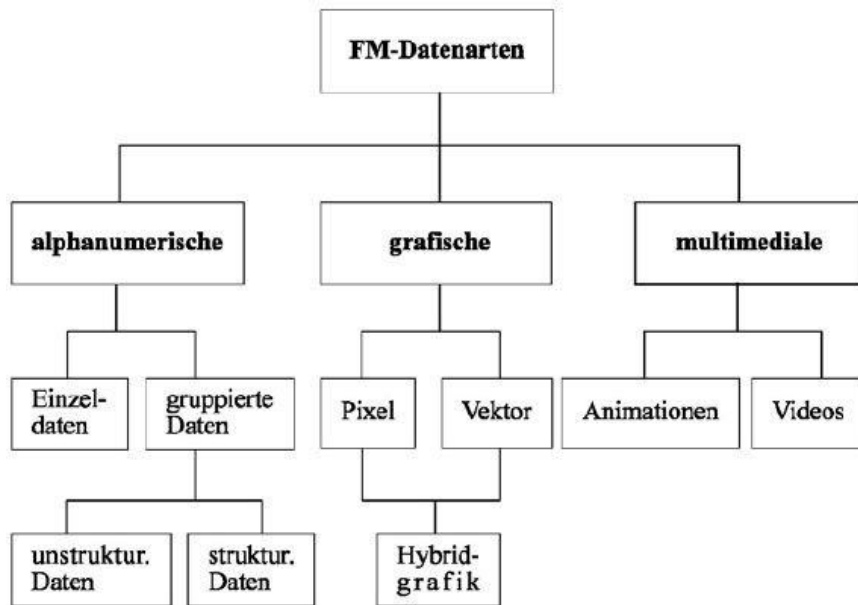 FM-Datenarten
alphanumerische
grafische
multimediale
Einzel-
daten
gruppierte
Daten
Pixel
Vektor
Animationen
Videos
unstruktur.
Daten
struktur.
Daten
Hybrid-
grafik